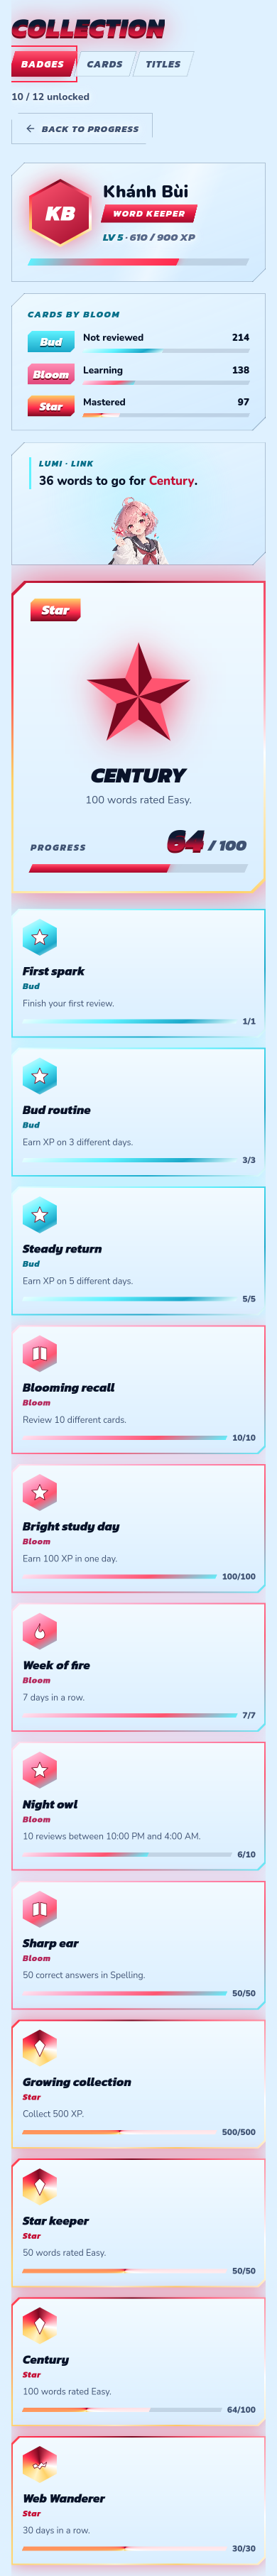 COLLECTION
BADGES
CARDS
TITLES
10 / 12 unlocked
← BACK TO PROGRESS
KB
Khánh Bùi
WORD KEEPER
LV 5 · 610 / 900 XP
CARDS BY BLOOM
Bud
Not reviewed 214
Bloom
Learning 138
Star
Mastered 97
LUMI · LINK
36 words to go for Century.
Star
CENTURY
100 words rated Easy.
PROGRESS 64 / 100
First spark
Bud
Finish your first review.
1/1
Bud routine
Bud
Earn XP on 3 different days.
3/3
Steady return
Bud
Earn XP on 5 different days.
5/5
Blooming recall
Bloom
Review 10 different cards.
10/10
Bright study day
Bloom
Earn 100 XP in one day.
100/100
Week of fire
Bloom
7 days in a row.
7/7
Night owl
Bloom
10 reviews between 10:00 PM and 4:00 AM.
6/10
Sharp ear
Bloom
50 correct answers in Spelling.
50/50
Growing collection
Star
Collect 500 XP.
500/500
Star keeper
Star
50 words rated Easy.
50/50
Century
Star
100 words rated Easy.
64/100
Web Wanderer
Star
30 days in a row.
30/30